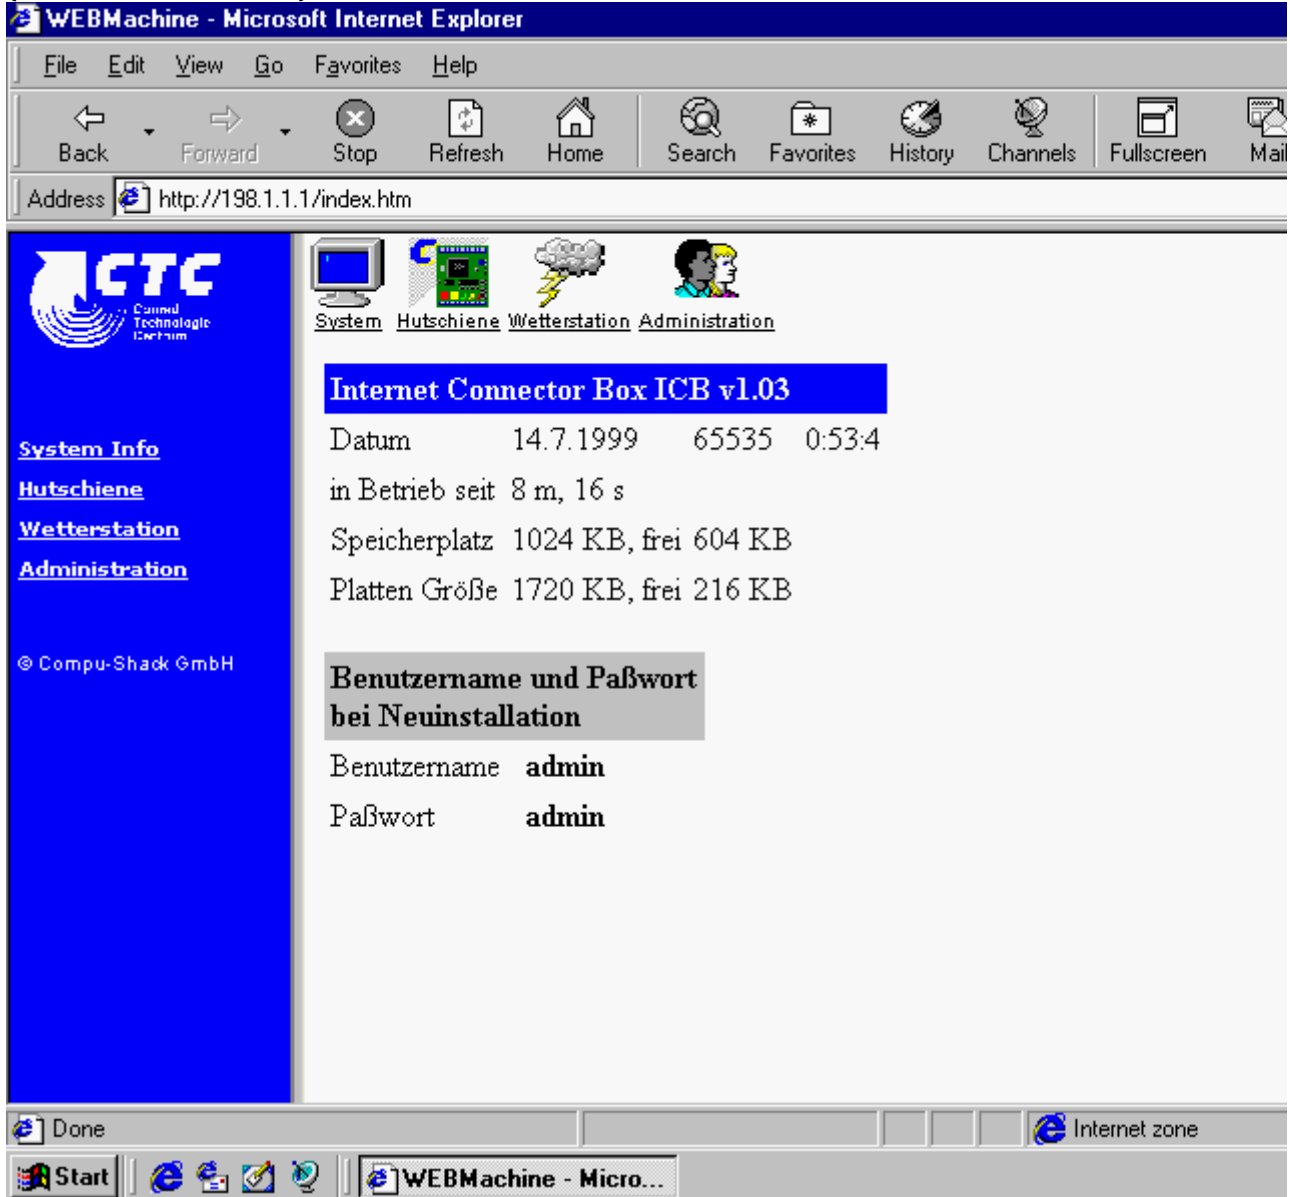 WEBMachine - Microsoft Internet Explorer
File Edit View Go Favorites Help
Back Forward Stop Refresh Home Search Favorites History Channels Fullscreen Mail
Address http://198.1.1.1/index.htm
CTC
Conrad
Technologie
Centrum
System Hutschiene Wetterstation Administration
Internet Connector Box ICB v1.03
Datum 14.7.1999 65535 0:53:4
in Betrieb seit 8 m, 16 s
Speicherplatz 1024 KB, frei 604 KB
Platten Größe 1720 KB, frei 216 KB
System Info
Hutschiene
Wetterstation
Administration
© Compu-Shack GmbH
Benutzername und Paßwort
bei Neuinstallation
Benutzername admin
Paßwort admin
Done Internet zone
Start WEBMachine - Micro...